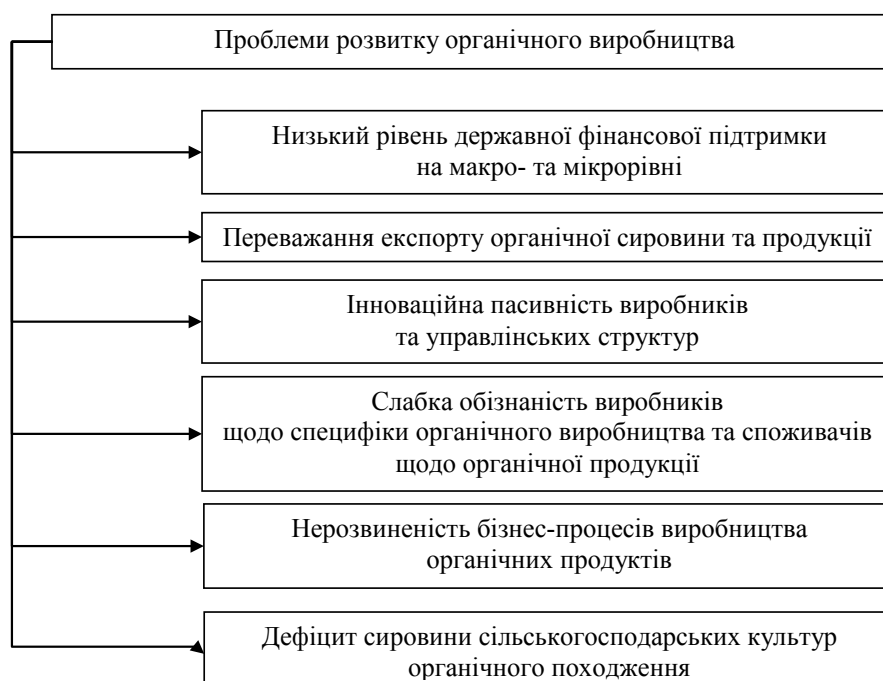 Проблеми розвитку органічного виробництва
Низький рівень державної фінансової підтримки
на макро- та мікрорівні
Переважання експорту органічної сировини та продукції
Інноваційна пасивність виробників
та управлінських структур
Слабка обізнаність виробників
щодо специфіки органічного виробництва та споживачів
щодо органічної продукції
Нерозвиненість бізнес-процесів виробництва
органічних продуктів
Дефіцит сировини сільськогосподарських культур
органічного походження